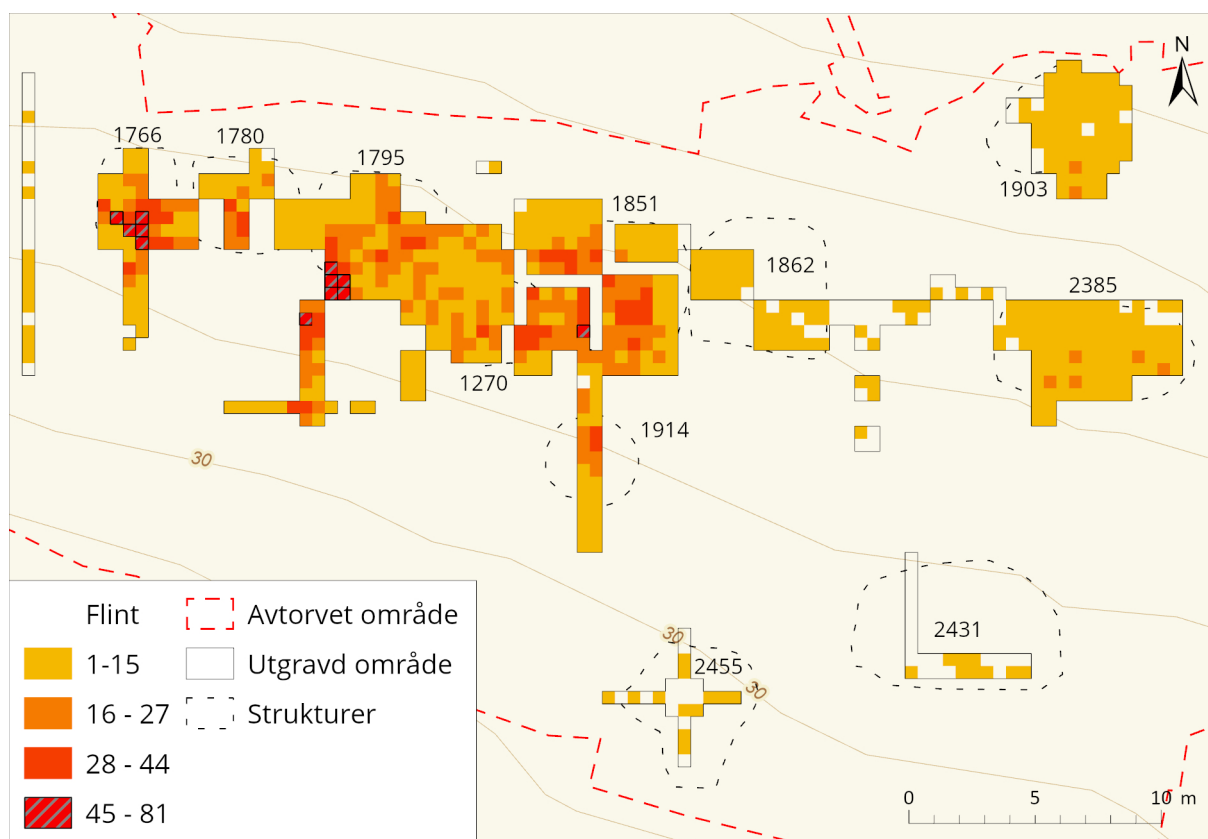 N
1766
1780
1795
1851
1903
1862
2385
1270
1914
30
2431
30
2455
30
Flint
1-15
16 - 27
28 - 44
45 - 81
Avtorvet område
Utgravd område
Strukturer
0 5 10 m